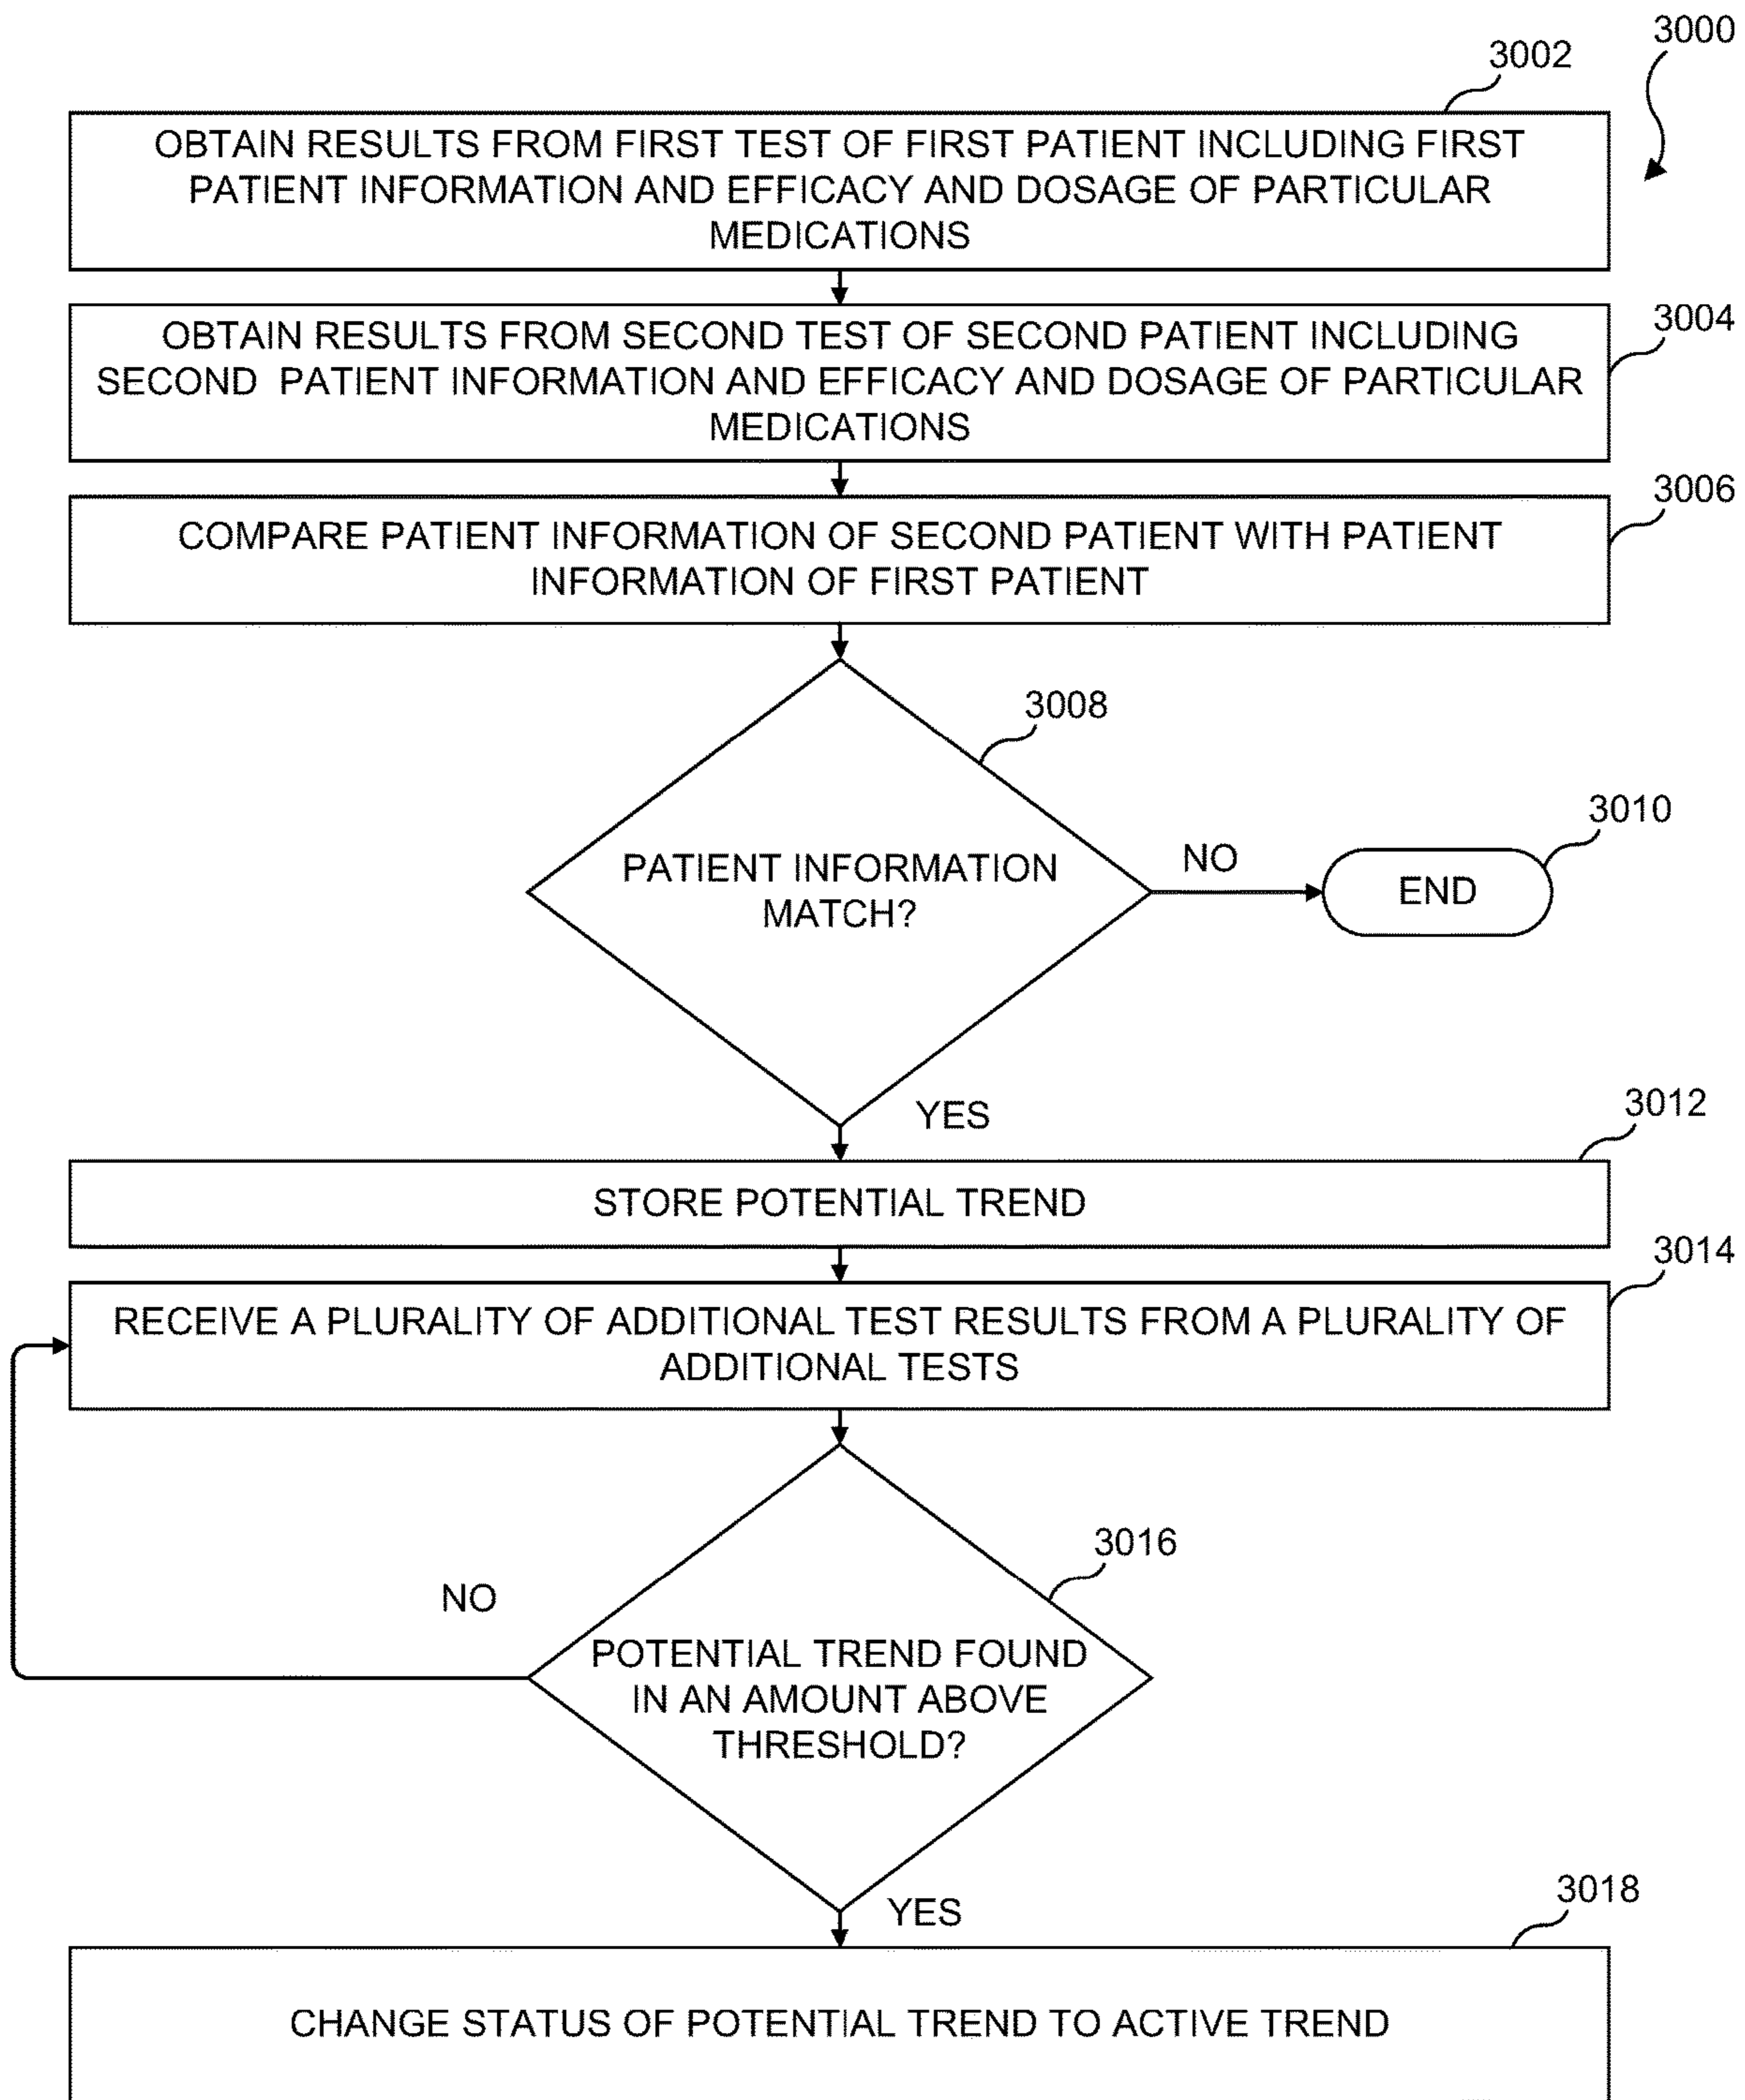 3000
3002
OBTAIN RESULTS FROM FIRST TEST OF FIRST PATIENT INCLUDING FIRST
PATIENT INFORMATION AND EFFICACY AND DOSAGE OF PARTICULAR
MEDICATIONS
3004
OBTAIN RESULTS FROM SECOND TEST OF SECOND PATIENT INCLUDING
SECOND PATIENT INFORMATION AND EFFICACY AND DOSAGE OF PARTICULAR
MEDICATIONS
3006
COMPARE PATIENT INFORMATION OF SECOND PATIENT WITH PATIENT
INFORMATION OF FIRST PATIENT
3008
PATIENT INFORMATION
MATCH?
NO
3010
END
YES
3012
STORE POTENTIAL TREND
3014
RECEIVE A PLURALITY OF ADDITIONAL TEST RESULTS FROM A PLURALITY OF
ADDITIONAL TESTS
3016
NO
POTENTIAL TREND FOUND
IN AN AMOUNT ABOVE
THRESHOLD?
YES
3018
CHANGE STATUS OF POTENTIAL TREND TO ACTIVE TREND